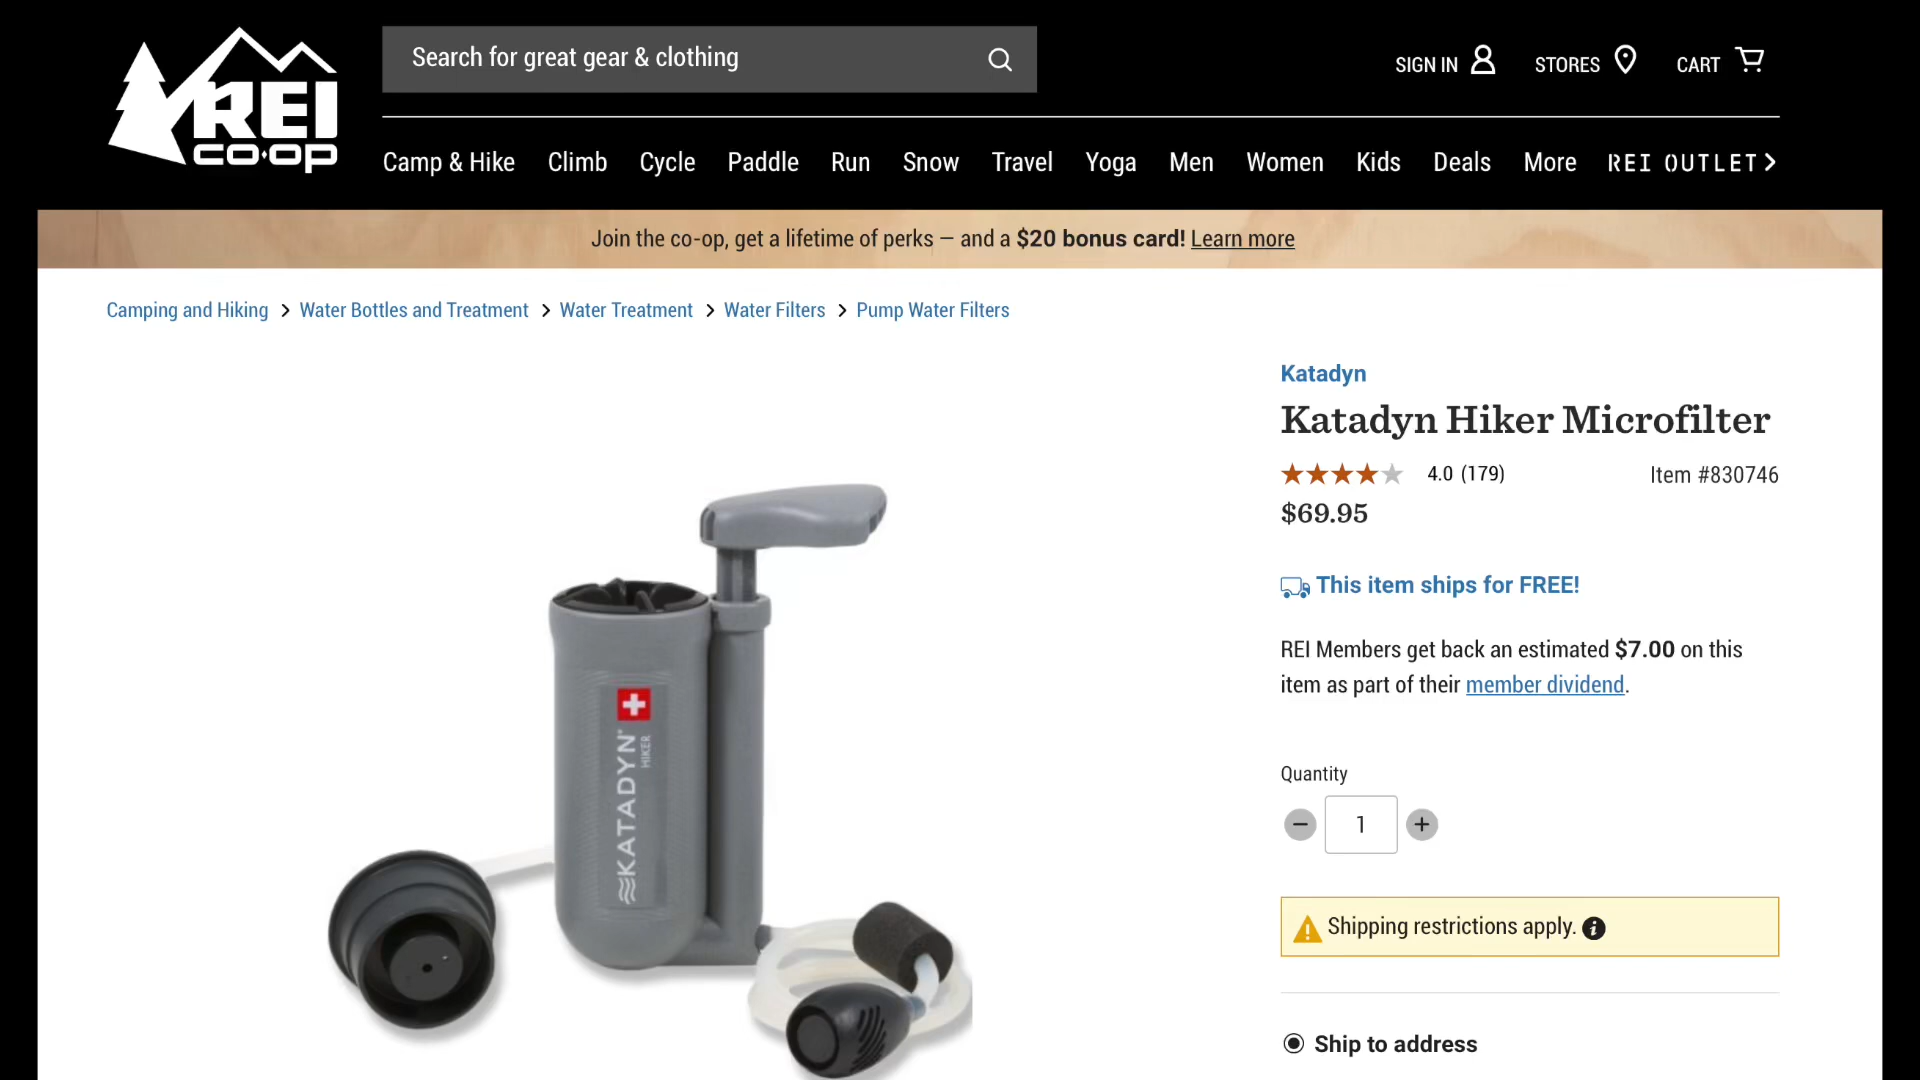 REI
CO·OP
Search for great gear & clothing
SIGN IN
STORES
CART
Camp & Hike Climb Cycle Paddle Run Snow Travel Yoga Men Women Kids Deals More REI OUTLET
Join the co-op, get a lifetime of perks — and a $20 bonus card! Learn more
Camping and Hiking > Water Bottles and Treatment > Water Treatment > Water Filters > Pump Water Filters
KATADYN®
HIKER
Katadyn
Katadyn Hiker Microfilter
4.0 (179)
Item #830746
$69.95
This item ships for FREE!
REI Members get back an estimated $7.00 on this
item as part of their member dividend.
Quantity
1
Shipping restrictions apply.
Ship to address